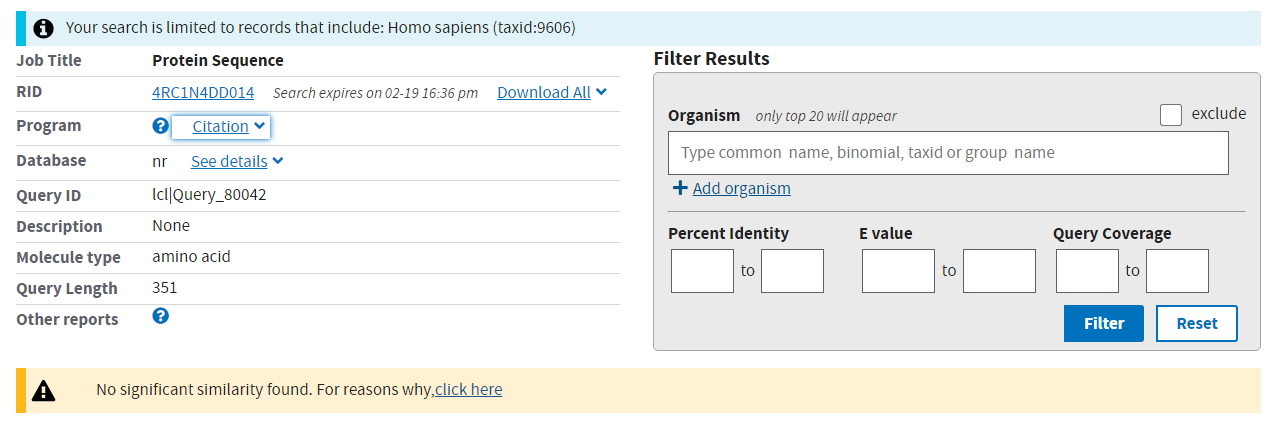 Your search is limited to records that include: Homo sapiens (taxid:9606)
Job Title Protein Sequence
RID 4RC1N4DD014 Search expires on 02-19 16:36 pm Download All
Program Citation
Database nr See details
Query ID lcl|Query_80042
Description None
Molecule type amino acid
Query Length 351
Other reports
Filter Results
Organism only top 20 will appear exclude
Type common name, binomial, taxid or group name
Add organism
Percent Identity E value Query Coverage
to to to
Filter Reset
No significant similarity found. For reasons why,click here